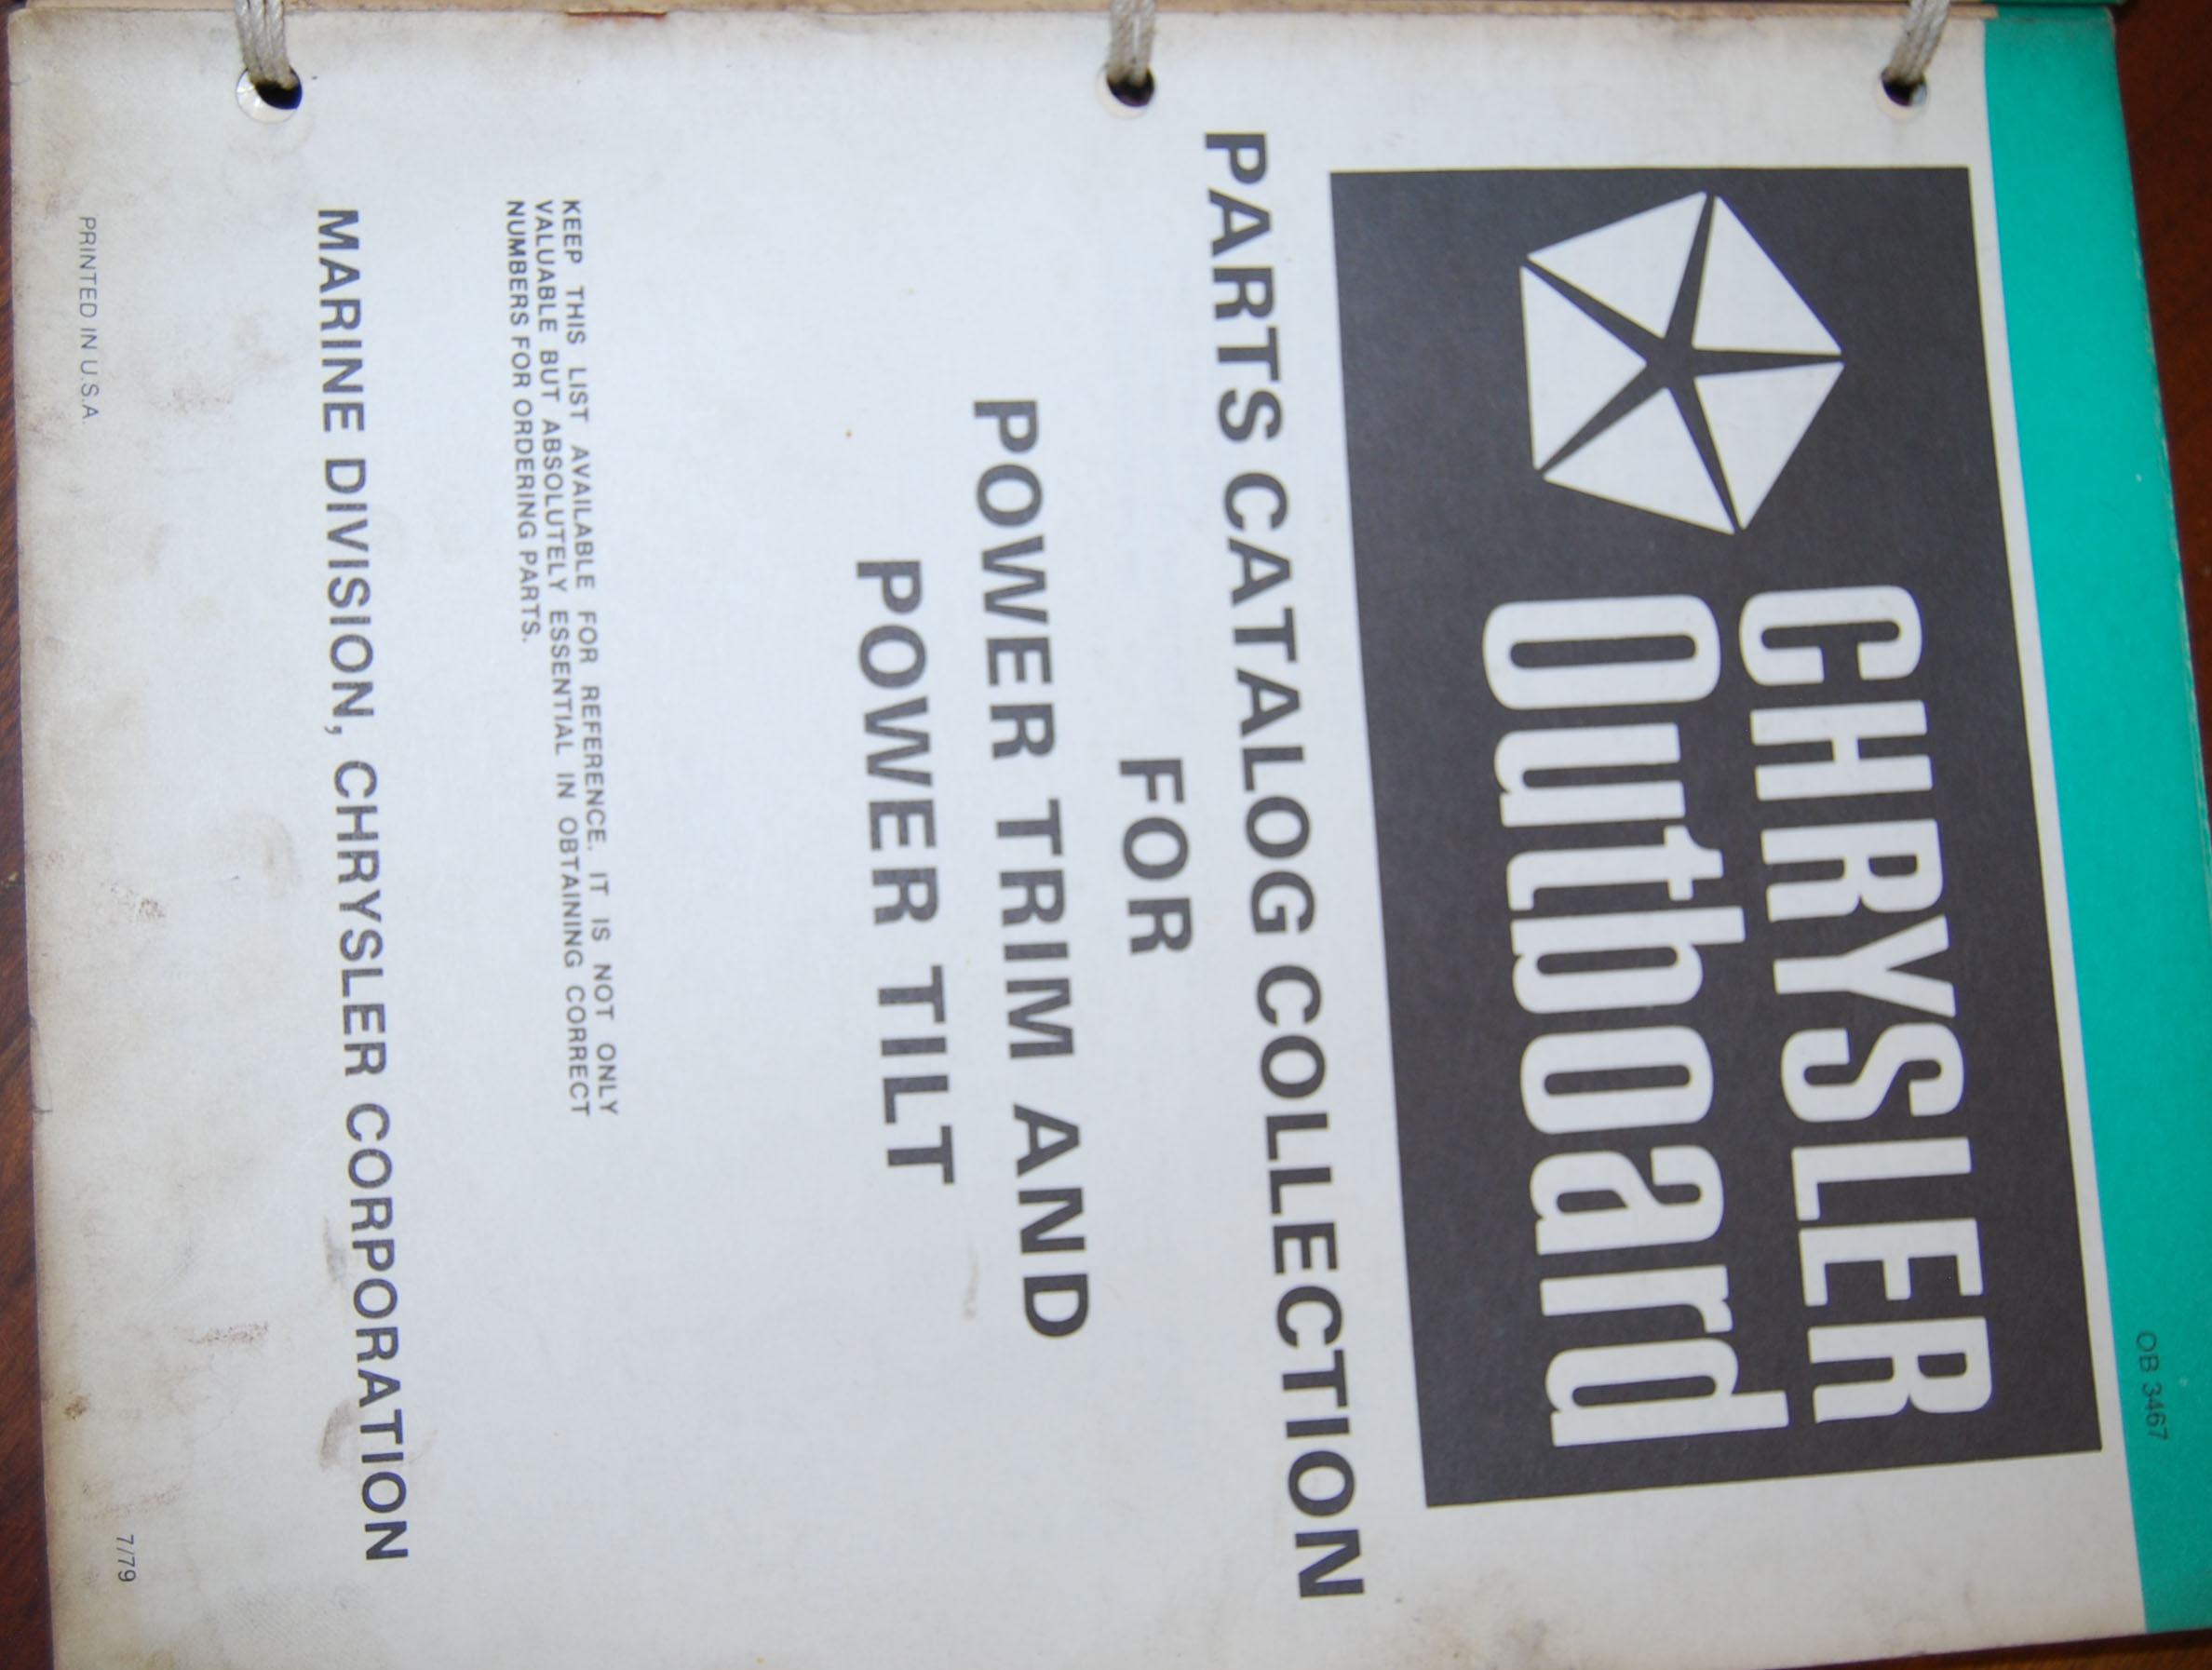 OB 3467
CHRYSLER
Outboard
PARTS CATALOG COLLECTION
FOR
POWER TRIM AND
POWER TILT
KEEP THIS LIST AVAILABLE FOR REFERENCE. IT IS NOT ONLY
VALUABLE BUT ABSOLUTELY ESSENTIAL IN OBTAINING CORRECT
NUMBERS FOR ORDERING PARTS.
MARINE DIVISION, CHRYSLER CORPORATION
PRINTED IN U.S.A.
7/79